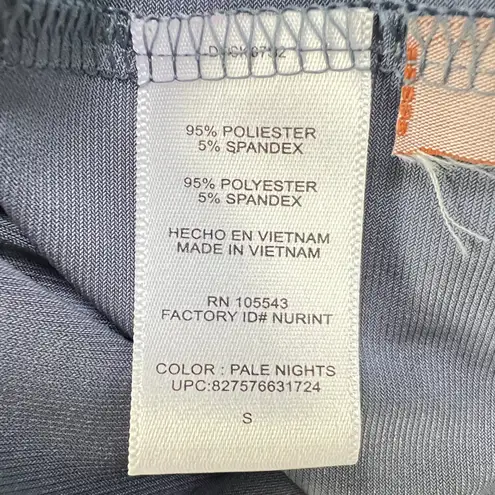 95% POLIESTER
5% SPANDEX
95% POLYESTER
5% SPANDEX
HECHO EN VIETNAM
MADE IN VIETNAM
RN 105543
FACTORY ID# NURINT
COLOR : PALE NIGHTS
UPC:827576631724
S